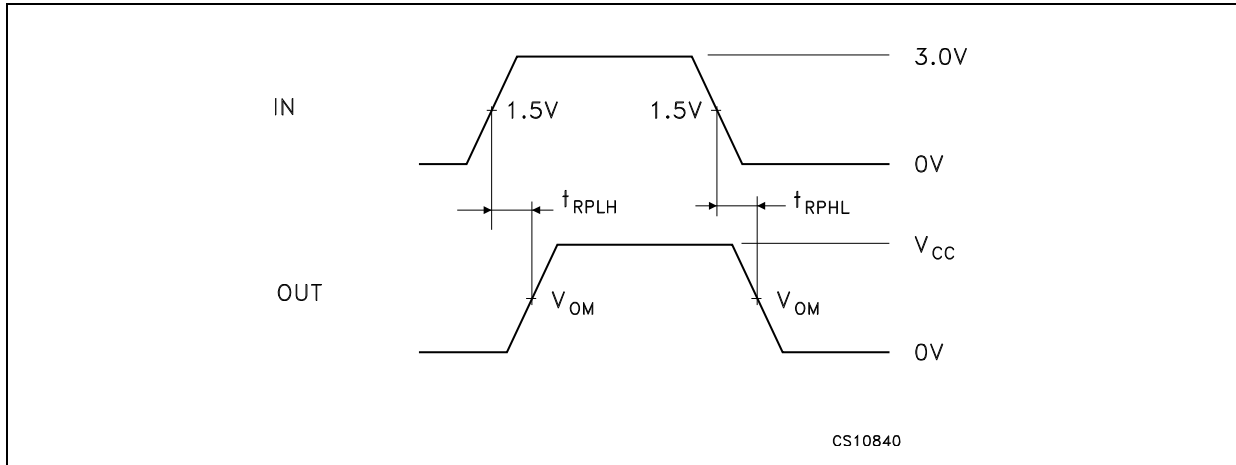 3.0V
IN
1.5V
1.5V
0V
tRPLH
tRPHL
VCC
OUT
VOM
VOM
0V
CS10840